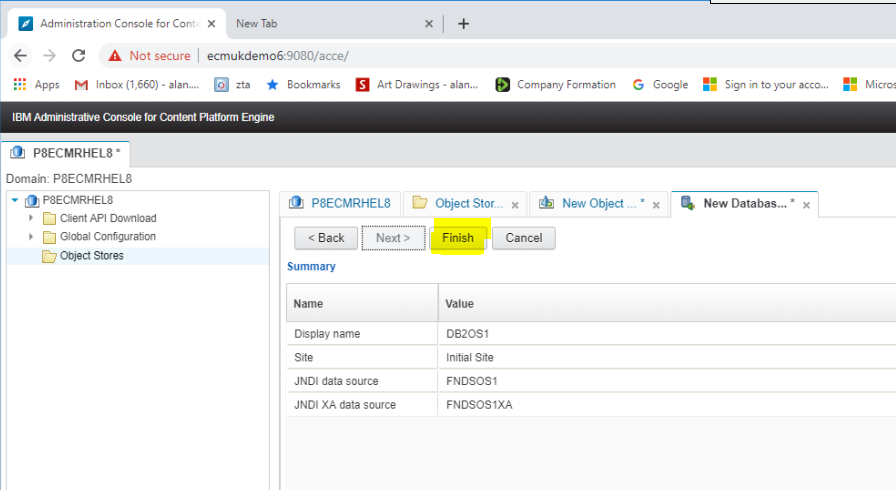 Administration Console for Conte
New Tab
Not secure | ecmukdemo6:9080/acce/
Apps Inbox (1,660) - alan.... zta Bookmarks Art Drawings - alan... Company Formation Google Sign in to your acco... Micros
IBM Administrative Console for Content Platform Engine
P8ECMRHEL8 *
Domain: P8ECMRHEL8
P8ECMRHEL8
Client API Download
Global Configuration
Object Stores
P8ECMRHEL8 Object Stor... New Object ... * New Databas... *
< Back Next > Finish Cancel
Summary
Name Value
Display name DB2OS1
Site Initial Site
JNDI data source FNDSOS1
JNDI XA data source FNDSOS1XA